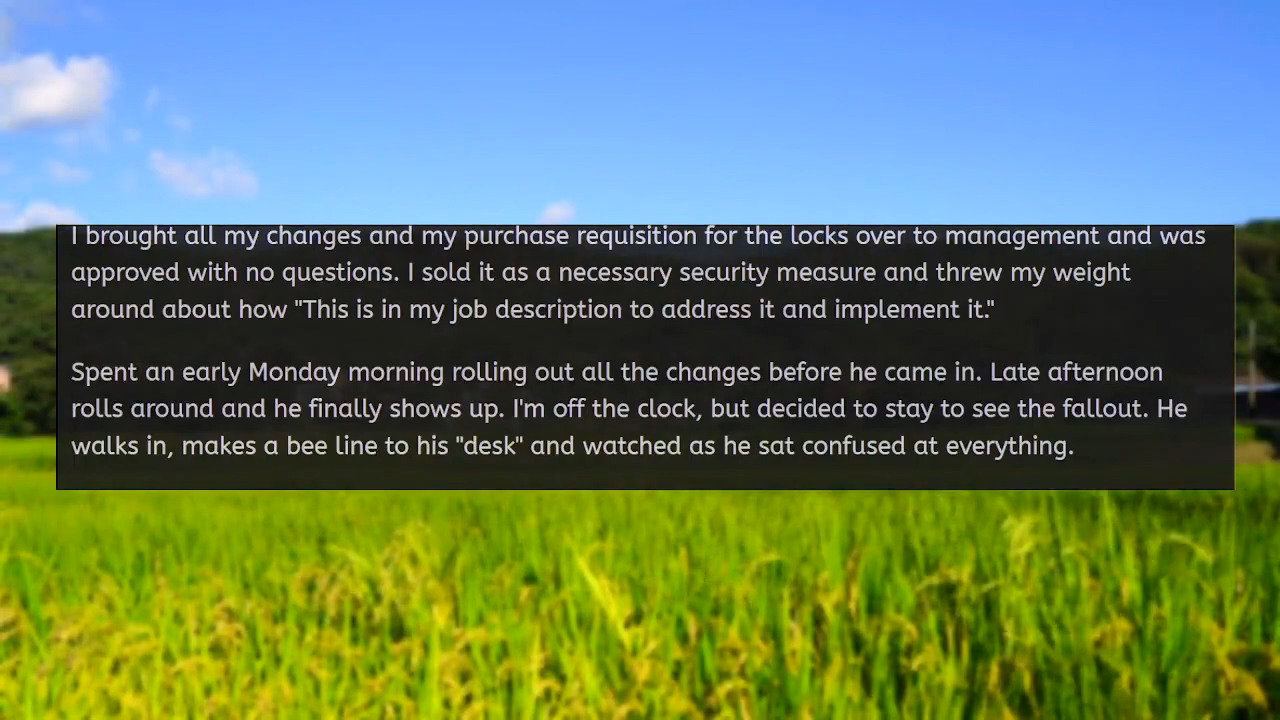 I brought all my changes and my purchase requisition for the locks over to management and was
approved with no questions. I sold it as a necessary security measure and threw my weight
around about how "This is in my job description to address it and implement it."
Spent an early Monday morning rolling out all the changes before he came in. Late afternoon
rolls around and he finally shows up. I'm off the clock, but decided to stay to see the fallout. He
walks in, makes a bee line to his "desk" and watched as he sat confused at everything.